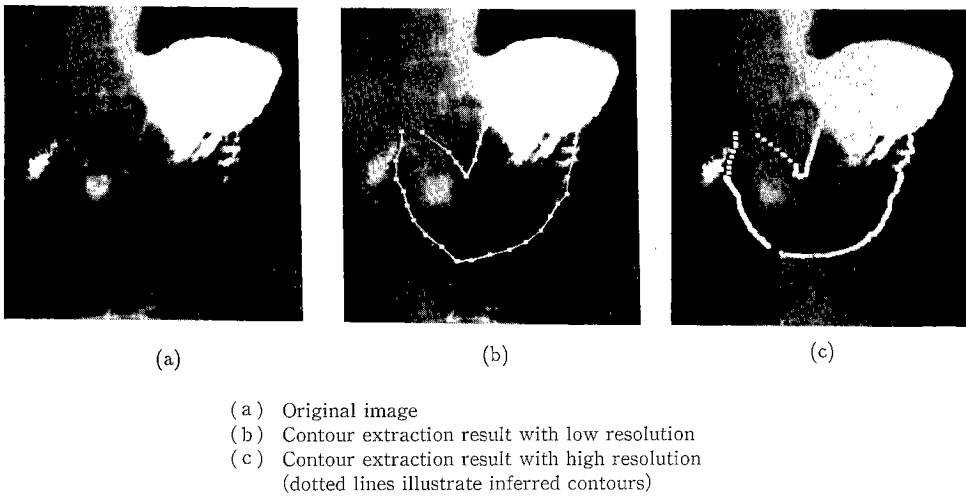 (a) (b) (c)
(a) Original image
(b) Contour extraction result with low resolution
(c) Contour extraction result with high resolution
(dotted lines illustrate inferred contours)